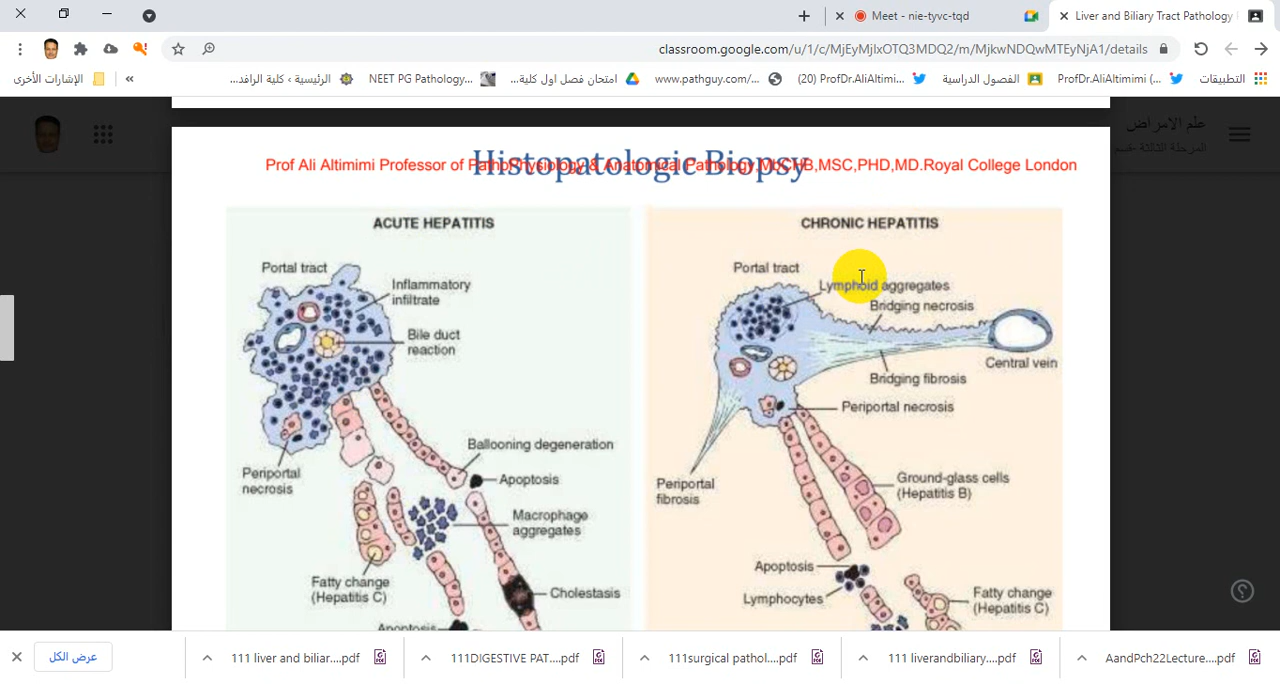 Meet - nie-tyvc-tqd
Liver and Biliary Tract Pathology
classroom.google.com/u/1/c/MjEyMjIxOTQ3MDQ2/m/MjkwNDQwMTEyNjA1/details
التطبيقات
ProfDr.AliAltimimi (...
الفصول الدراسية
(20) ProfDr.AliAltimi...
www.pathguy.com/...
امتحان فصل اول كلية...
NEET PG Pathology...
الرئيسية › كلية الرافد...
»
الإشارات الأخرى
علم الامراض
Histopatologic Biopsy
Prof Ali Altimimi Professor of PathoPhysiology & Anatomical Pathology,MbCHB,MSC,PHD,MD.Royal College London
ACUTE HEPATITIS
Portal tract
Inflammatory
infiltrate
Bile duct
reaction
Ballooning degeneration
Periportal
necrosis
Apoptosis
Macrophage
aggregates
Fatty change
(Hepatitis C)
Cholestasis
Apoptosis
CHRONIC HEPATITIS
Portal tract
Lymphoid aggregates
Bridging necrosis
Central vein
Bridging fibrosis
Periportal necrosis
Periportal
fibrosis
Ground-glass cells
(Hepatitis B)
Apoptosis
Lymphocytes
Fatty change
(Hepatitis C)
عرض الكل
111 liver and biliar....pdf
111DIGESTIVE PAT....pdf
111surgical pathol....pdf
111 liverandbiliary....pdf
AandPch22Lecture....pdf